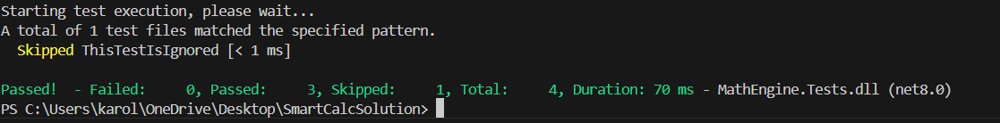 Starting test execution, please wait...
A total of 1 test files matched the specified pattern.
  Skipped ThisTestIsIgnored [< 1 ms]

Passed!  - Failed:     0, Passed:     3, Skipped:     1, Total:     4, Duration: 70 ms - MathEngine.Tests.dll (net8.0)
PS C:\Users\karol\OneDrive\Desktop\SmartCalcSolution>